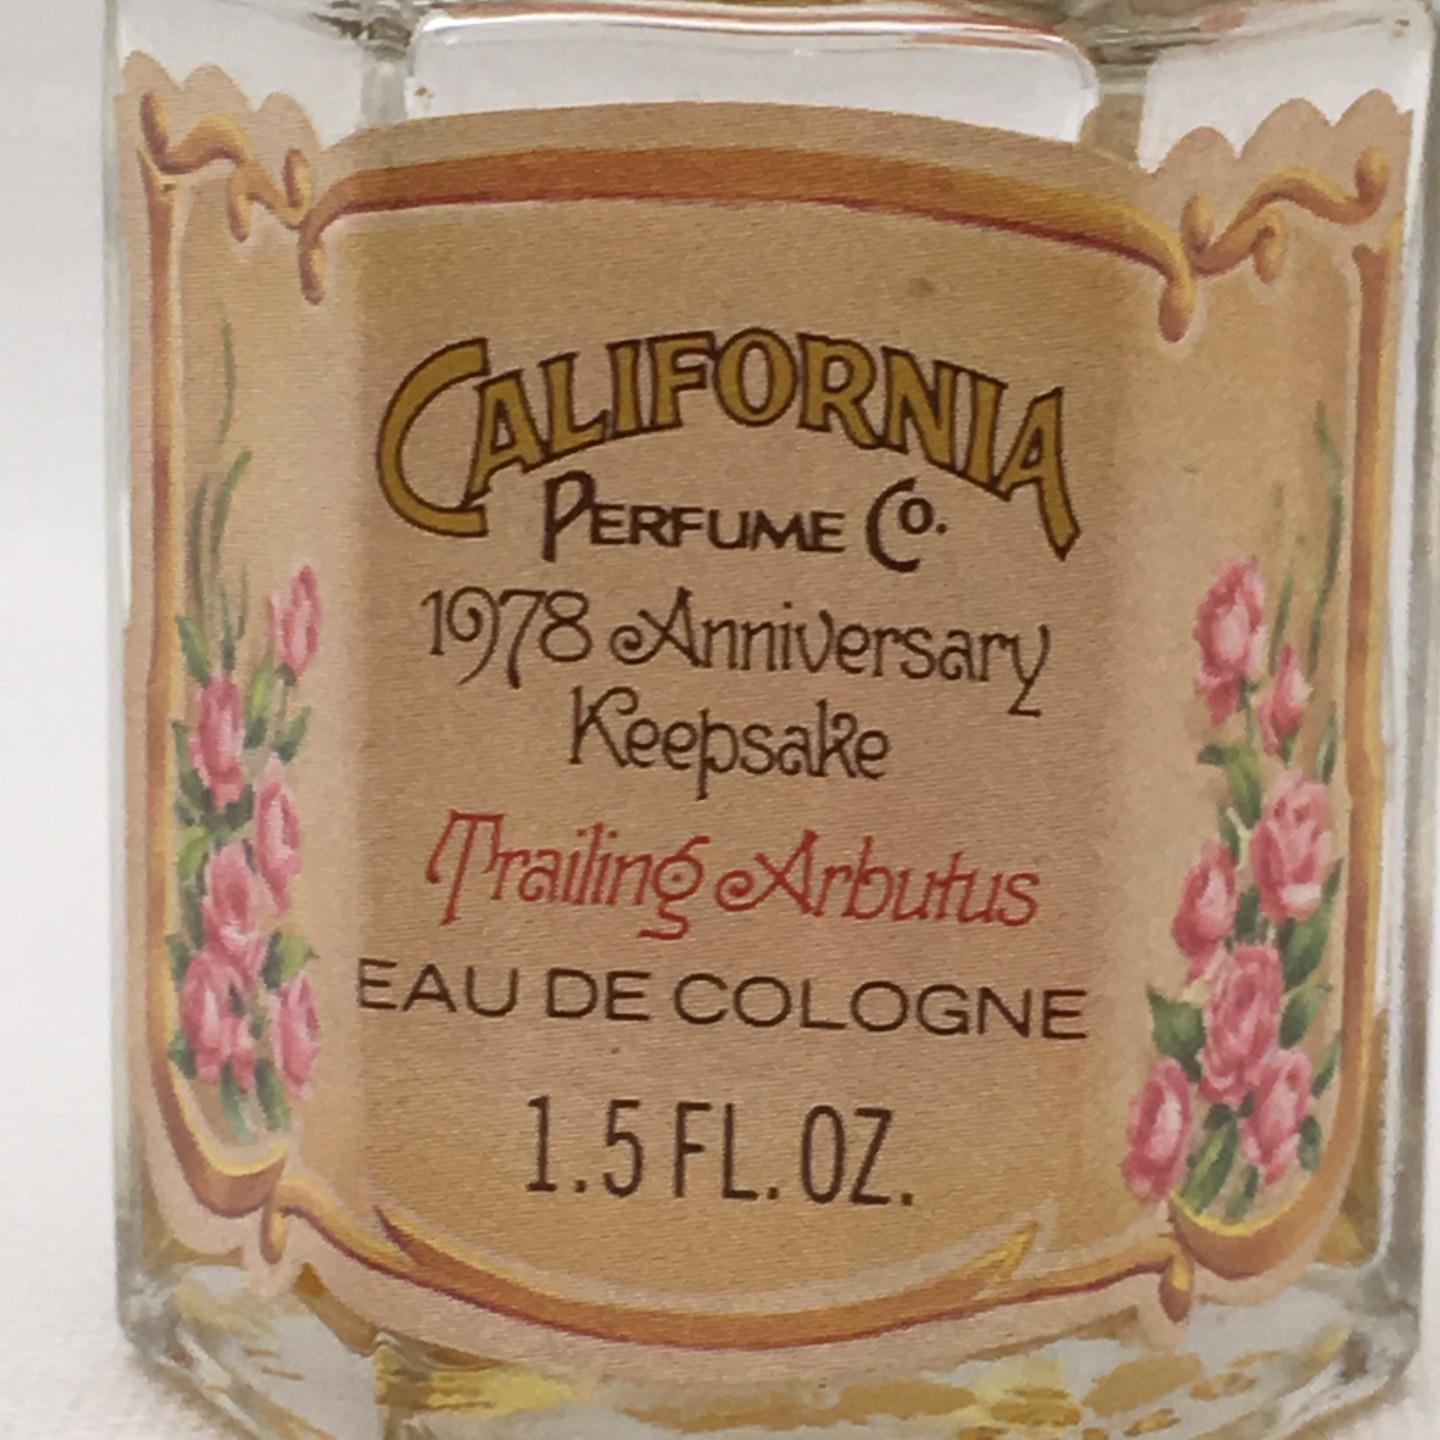 CALIFORNIA
PERFUME CO.
1978 Anniversary
Keepsake
Trailing Arbutus
EAU DE COLOGNE
1.5 FL. OZ.